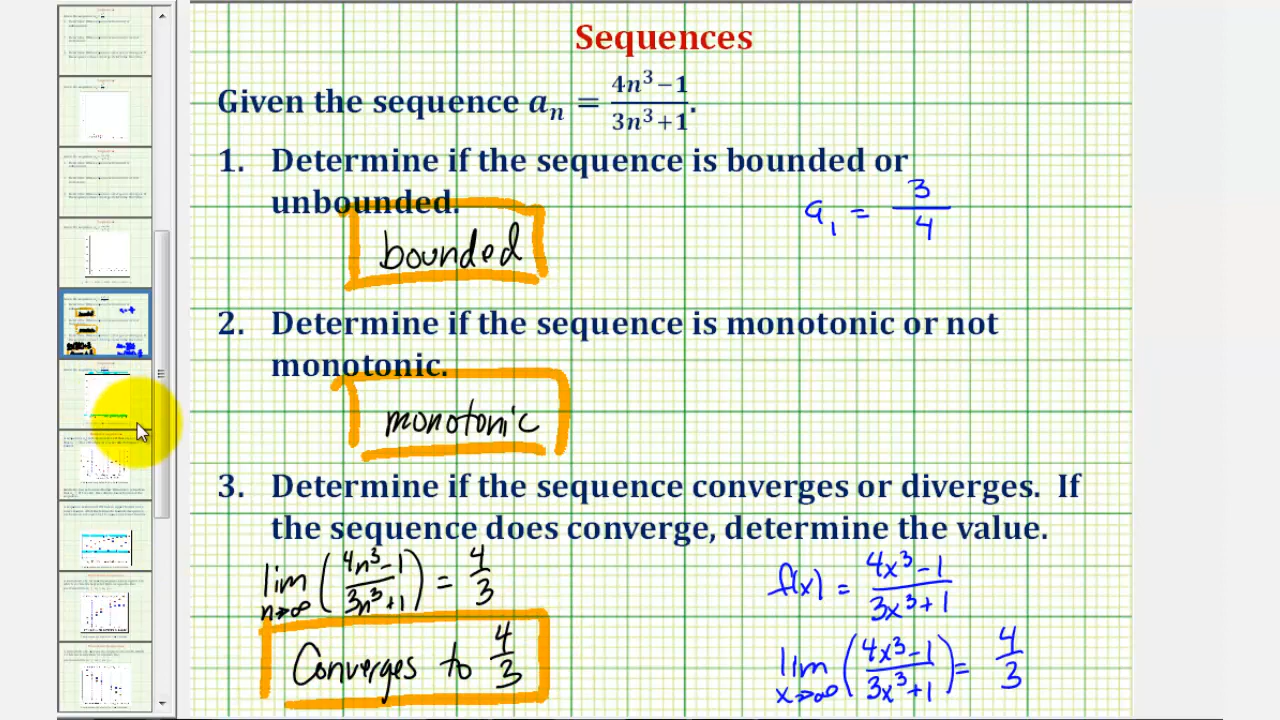 Sequences
Given the sequence aₙ = (4n³ − 1)/(3n³ + 1).
1. Determine if the sequence is bounded or
unbounded.
a₁ = 3/4
bounded
2. Determine if the sequence is monotonic or not
monotonic.
monotonic
3. Determine if the sequence converges or diverges. If
the sequence does converge, determine the value.
lim n→∞ ((4n³−1)/(3n³+1)) = 4/3
f(x) = (4x³−1)/(3x³+1)
Converges to 4/3
lim x→∞ ((4x³−1)/(3x³+1)) = 4/3